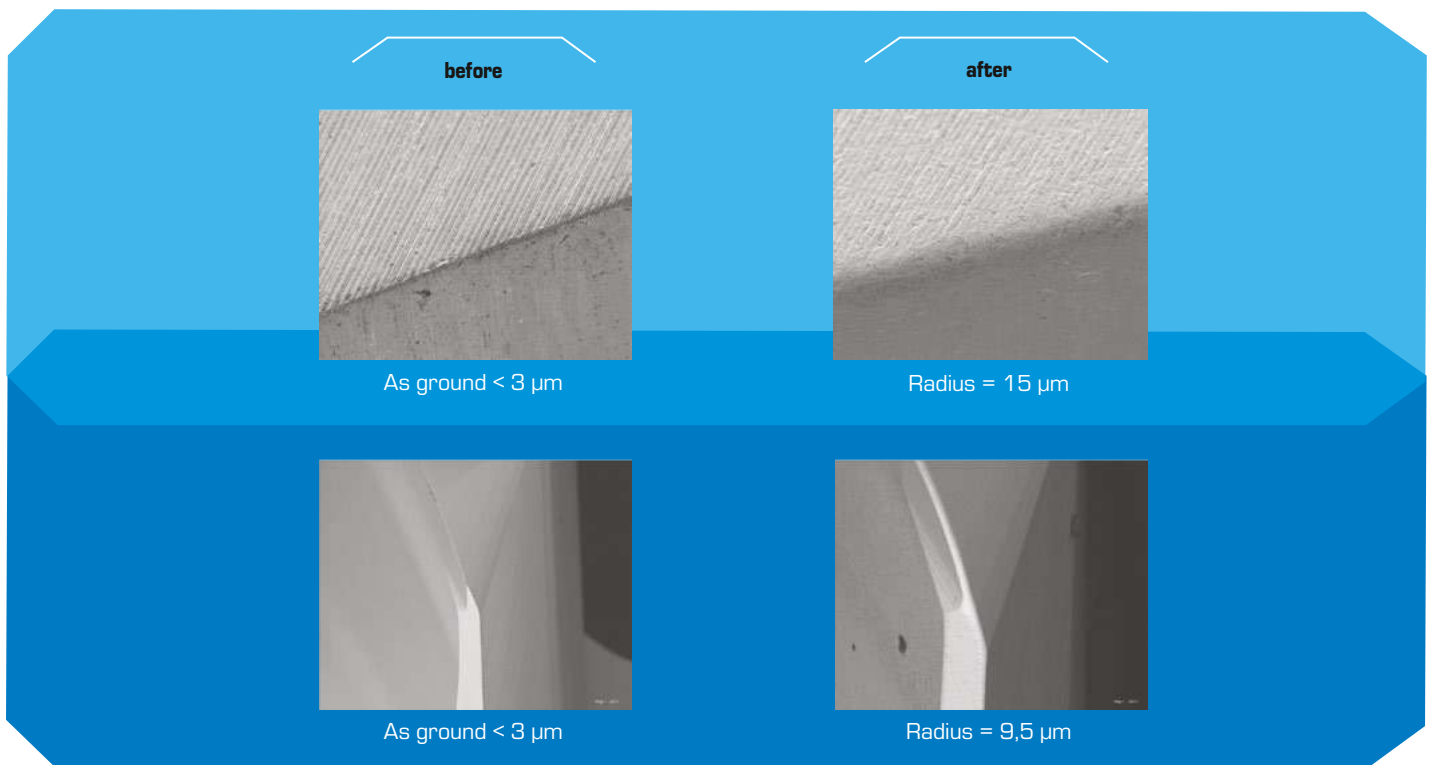 before
after
As ground < 3 µm
Radius = 15 µm
As ground < 3 µm
Radius = 9,5 µm